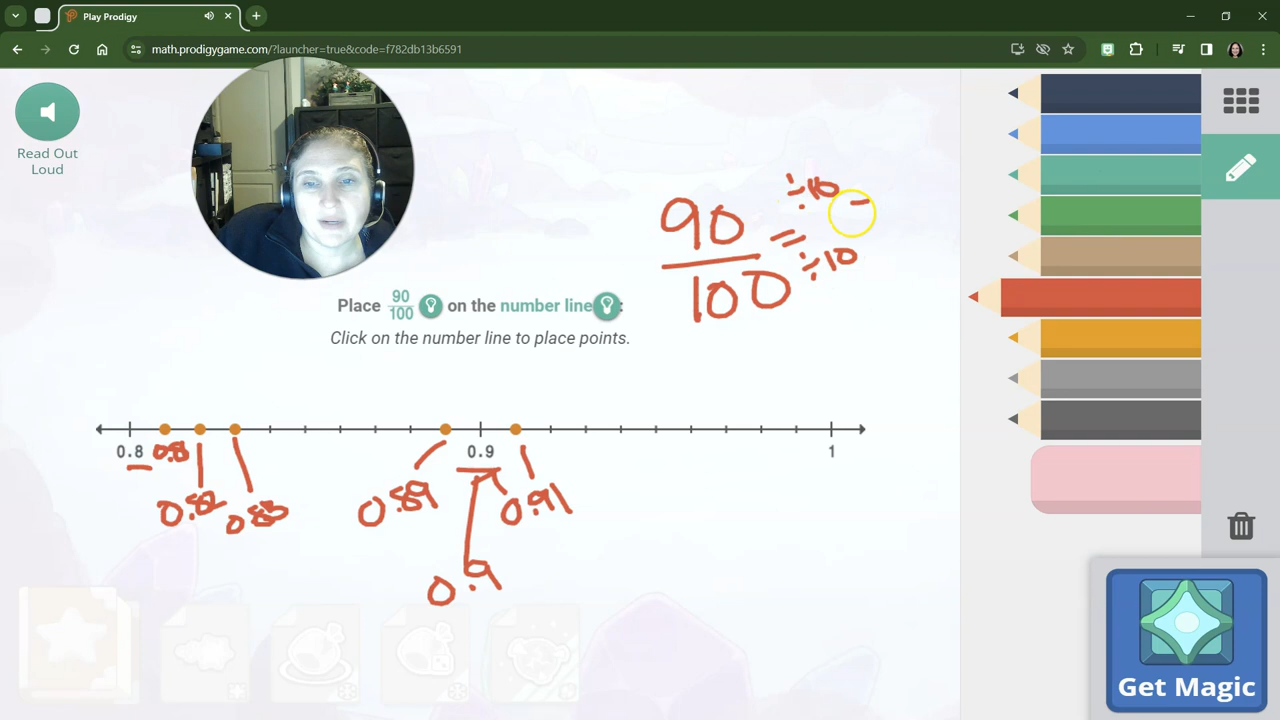 Play Prodigy
math.prodigygame.com/?launcher=true&code=f782db13b6591
Read Out
Loud
90/100 = ÷10/÷10 -
Place 90/100 on the number line:
Click on the number line to place points.
0.8 0.9 1
0.8
0.82 0.83 0.89 0.91
0.9
Get Magic